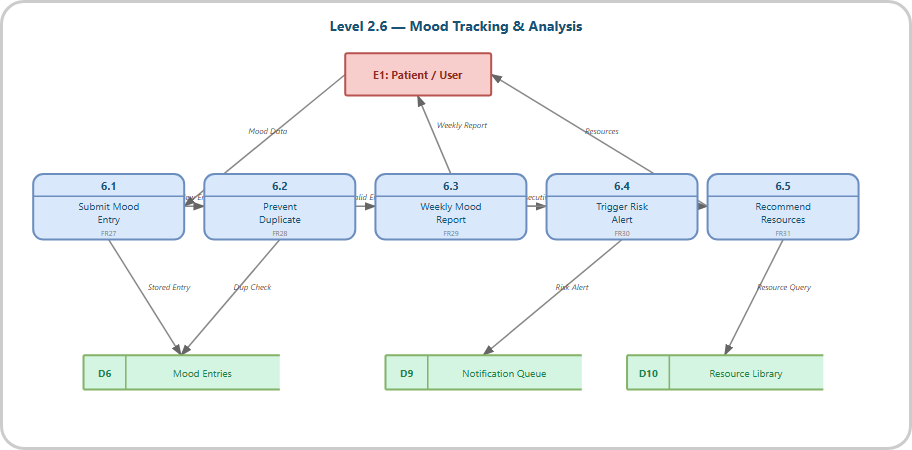 Level 2.6 — Mood Tracking & Analysis
E1: Patient / User
Mood Data
Weekly Report
Resources
6.1
Submit Mood
Entry
FR27
6.2
Prevent
Duplicate
FR28
6.3
Weekly Mood
Report
FR29
6.4
Trigger Risk
Alert
FR30
6.5
Recommend
Resources
FR31
Stored Entry
Dup Check
Risk Alert
Resource Query
D6
Mood Entries
D9
Notification Queue
D10
Resource Library